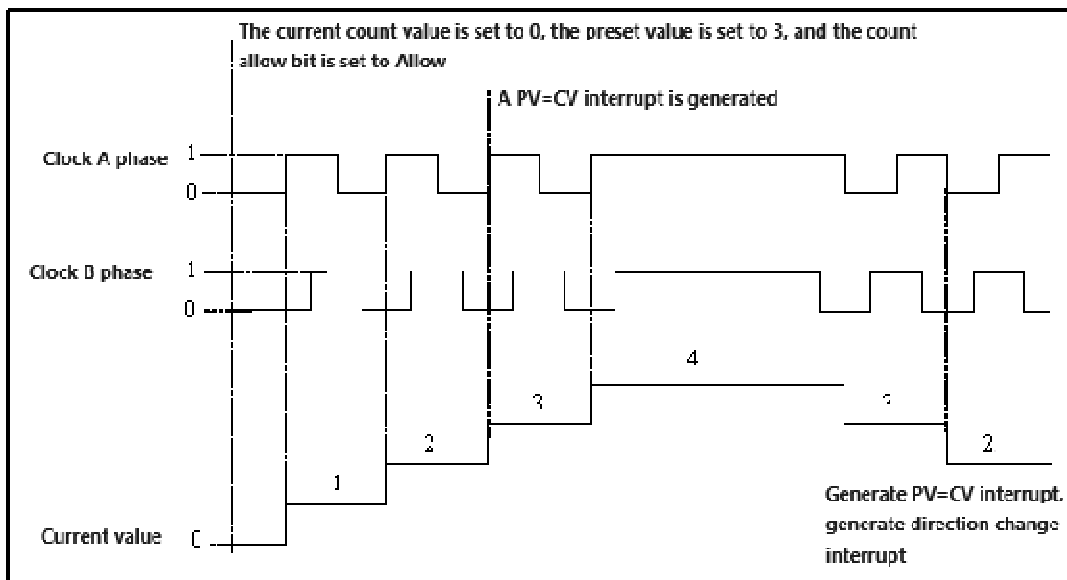 The current count value is set to 0, the preset value is set to 3, and the count
allow bit is set to Allow
A PV=CV interrupt is generated
Clock A phase 1
0
Clock B phase 1
0
4
3
3
2
2
1
Generate PV=CV interrupt,
generate direction change
interrupt
Current value 0